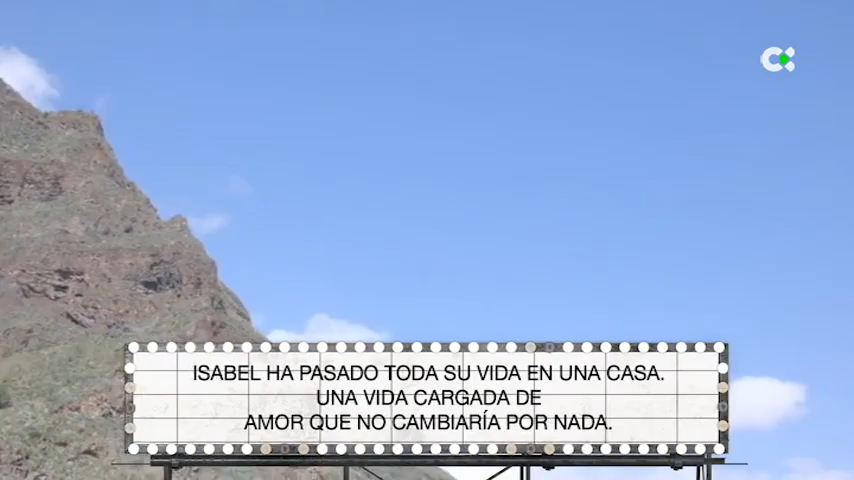 ISABEL HA PASADO TODA SU VIDA EN UNA CASA.
UNA VIDA CARGADA DE
AMOR QUE NO CAMBIARÍA POR NADA.